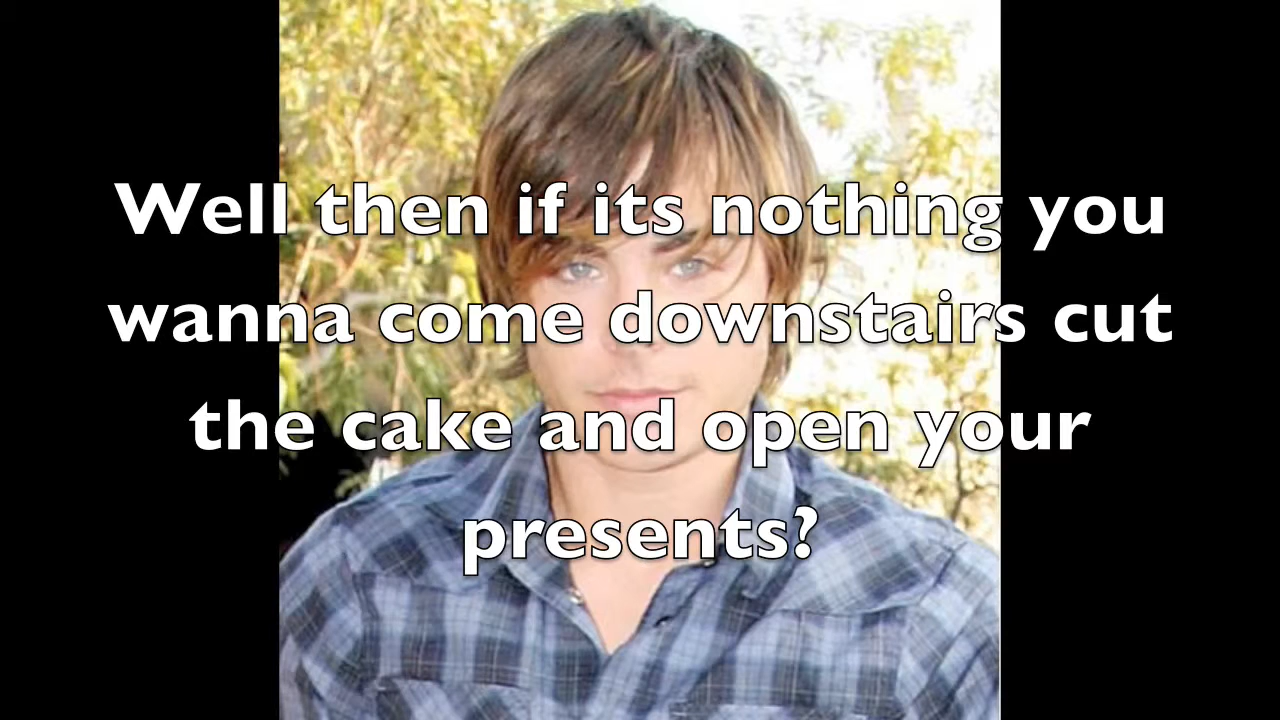 Well then if its nothing you
wanna come downstairs cut
the cake and open your
presents?